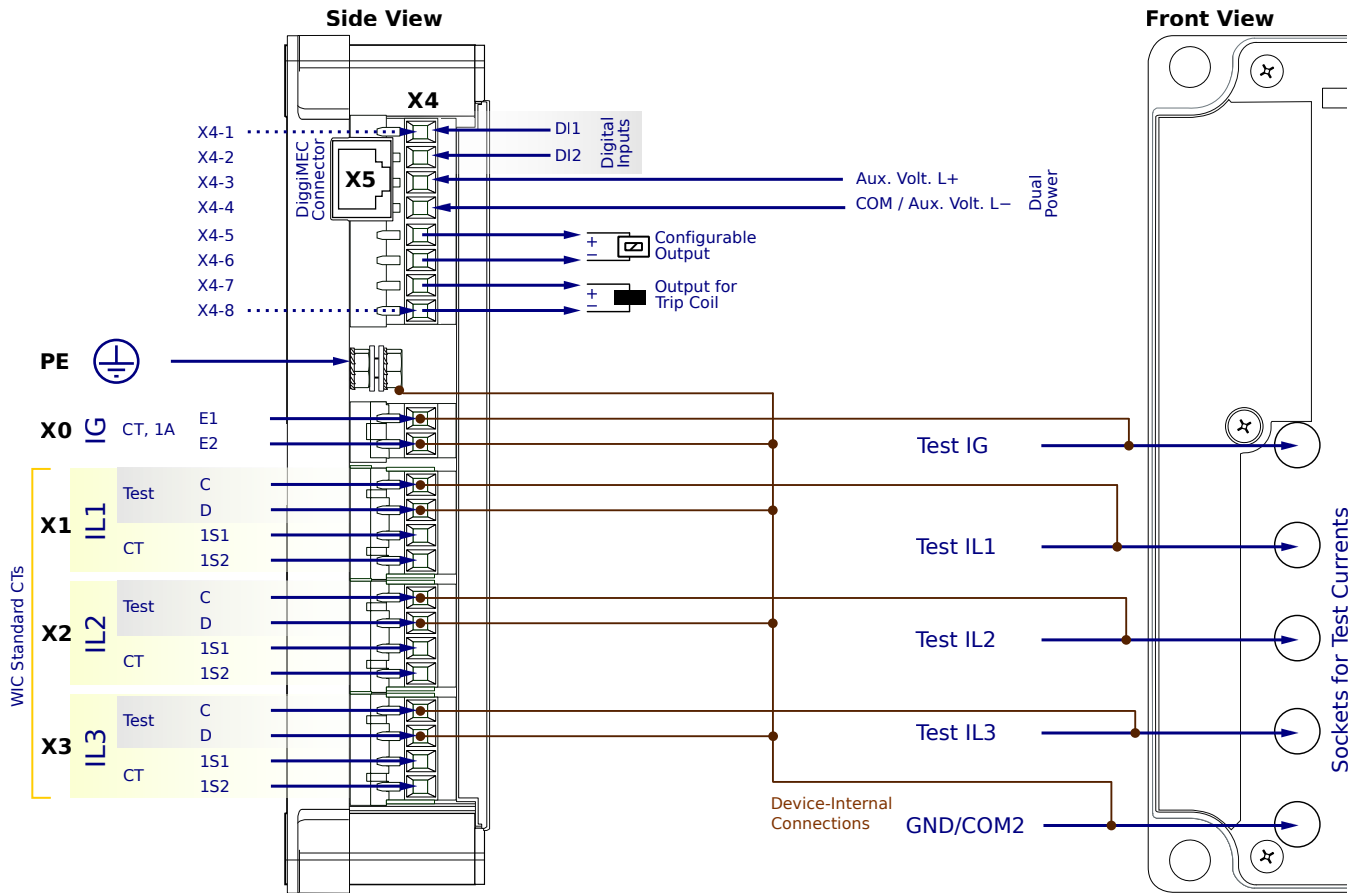 Side View
Front View
X4
X4-1
X4-2
X4-3
X4-4
X4-5
X4-6
X4-7
X4-8
DiggiMEC
Connector
X5
DI1
DI2
Digital
Inputs
Aux. Volt. L+
COM / Aux. Volt. L−
Dual
Power
+
−
Configurable
Output
+
−
Output for
Trip Coil
PE
X0
IG
CT, 1A
E1
E2
Test IG
WIC Standard CTs
X1
IL1
Test
C
D
CT
1S1
1S2
Test IL1
X2
IL2
Test
C
D
CT
1S1
1S2
Test IL2
X3
IL3
Test
C
D
CT
1S1
1S2
Test IL3
Device-Internal
Connections
GND/COM2
Sockets for Test Currents